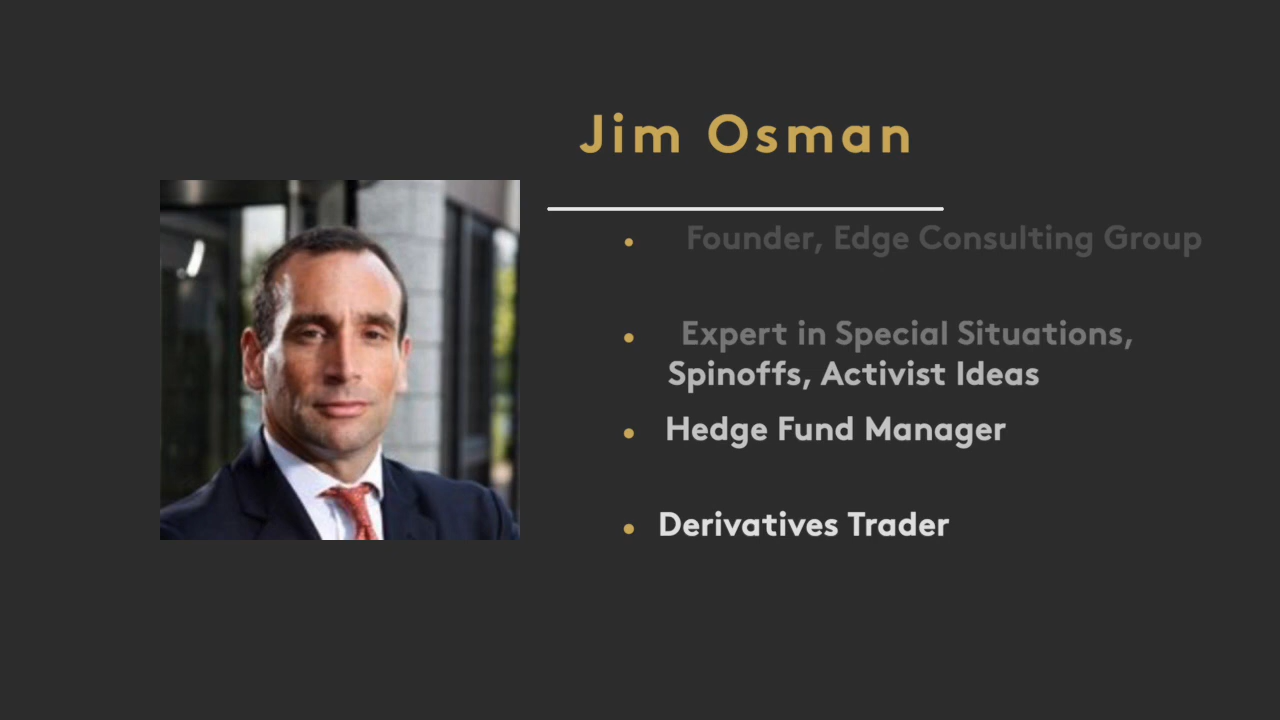 Jim Osman
Founder, Edge Consulting Group
Expert in Special Situations,
Spinoffs, Activist Ideas
Hedge Fund Manager
Derivatives Trader